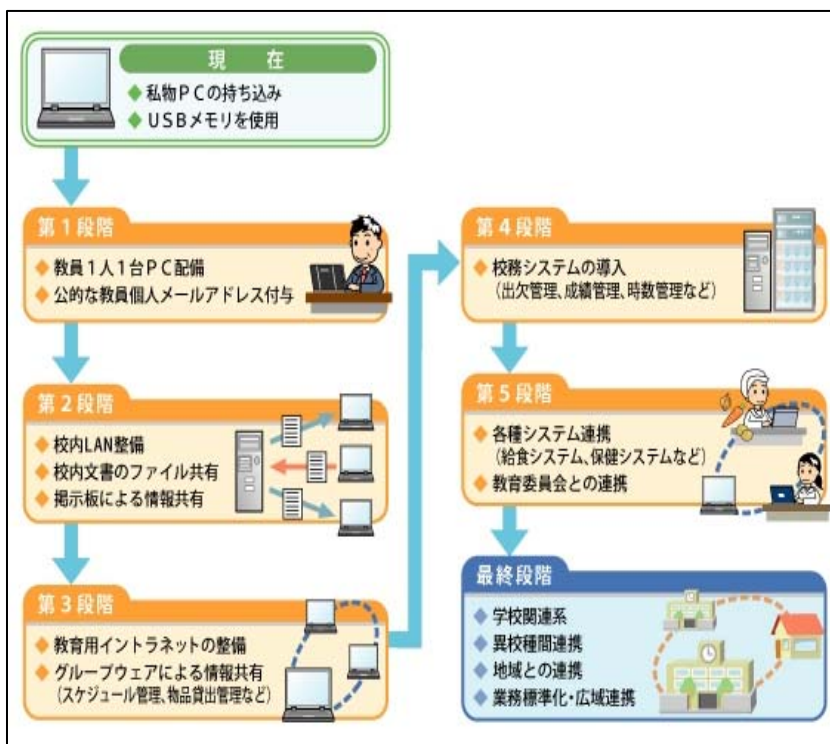 現 在
◆ 私物PCの持ち込み
◆ USBメモリを使用
第1段階
◆ 教員1人1台PC配備
◆ 公的な教員個人メールアドレス付与
第2段階
◆ 校内LAN整備
◆ 校内文書のファイル共有
◆ 掲示板による情報共有
第3段階
◆ 教育用イントラネットの整備
◆ グループウェアによる情報共有
(スケジュール管理、物品貸出管理など)
第4段階
◆ 校務システムの導入
(出欠管理、成績管理、時数管理など)
第5段階
◆ 各種システム連携
(給食システム、保健システムなど)
◆ 教育委員会との連携
最終段階
◆ 学校関連系
◆ 異校種間連携
◆ 地域との連携
◆ 業務標準化・広域連携